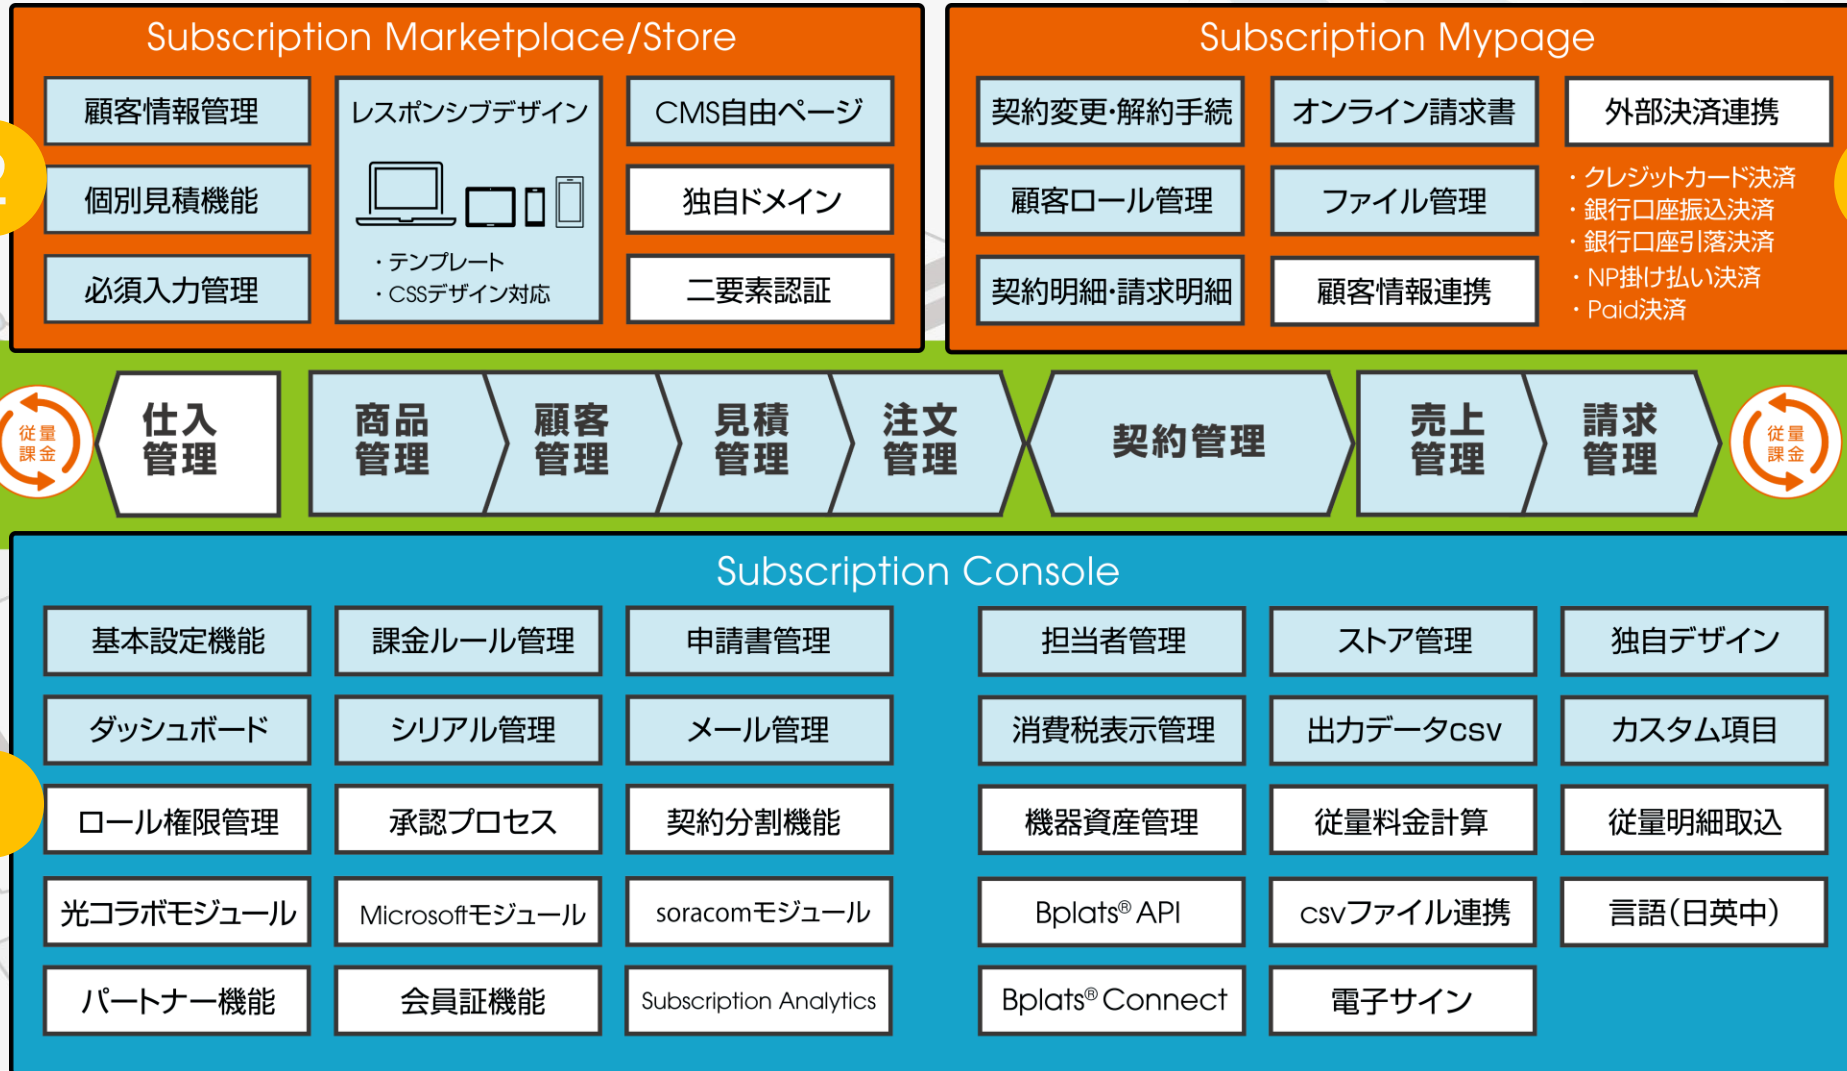 Subscription Marketplace/Store
顧客情報管理
個別見積機能
必須入力管理
レスポンシブデザイン
・テンプレート
・CSSデザイン対応
CMS自由ページ
独自ドメイン
二要素認証
2
Subscription Mypage
契約変更・解約手続
オンライン請求書
外部決済連携
顧客ロール管理
ファイル管理
契約明細・請求明細
顧客情報連携
・クレジットカード決済
・銀行口座振込決済
・銀行口座引落決済
・NP掛け払い決済
・Paid決済
従量
課金
仕入
管理
商品
管理
顧客
管理
見積
管理
注文
管理
契約管理
売上
管理
請求
管理
従量
課金
Subscription Console
基本設定機能
課金ルール管理
申請書管理
担当者管理
ストア管理
独自デザイン
ダッシュボード
シリアル管理
メール管理
消費税表示管理
出力データcsv
カスタム項目
ロール権限管理
承認プロセス
契約分割機能
機器資産管理
従量料金計算
従量明細取込
光コラボモジュール
Microsoftモジュール
soracomモジュール
Bplats® API
csvファイル連携
言語(日英中)
パートナー機能
会員証機能
Subscription Analytics
Bplats® Connect
電子サイン